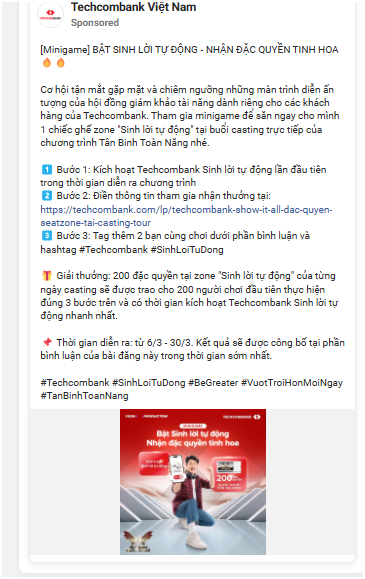 Techcombank Việt Nam
Sponsored
[Minigame] BẬT SINH LỜI TỰ ĐỘNG - NHẬN ĐẶC QUYỀN TINH HOA
🔥🔥
Cơ hội tận mắt gặp mặt và chiêm ngưỡng những màn trình diễn ấn
tượng của hội đồng giám khảo tài năng dành riêng cho các khách
hàng của Techcombank. Tham gia minigame để săn ngay cho mình
1 chiếc ghế zone "Sinh lời tự động" tại buổi casting trực tiếp của
chương trình Tân Binh Toàn Năng nhé.
1️⃣ Bước 1: Kích hoạt Techcombank Sinh lời tự động lần đầu tiên
trong thời gian diễn ra chương trình
2️⃣ Bước 2: Điền thông tin tham gia nhận thưởng tại:
https://techcombank.com/lp/techcombank-show-it-all-dac-quyen-
seatzone-tai-casting-tour
3️⃣ Bước 3: Tag thêm 2 bạn cùng chơi dưới phần bình luận và
hashtag #Techcombank #SinhLoiTuDong
🎁 Giải thưởng: 200 đặc quyền tại zone "Sinh lời tự động" của từng
ngày casting sẽ được trao cho 200 người chơi đầu tiên thực hiện
đúng 3 bước trên và có thời gian kích hoạt Techcombank Sinh lời tự
động nhanh nhất.
📌 Thời gian diễn ra: từ 6/3 - 30/3. Kết quả sẽ được công bố tại phần
bình luận của bài đăng này trong thời gian sớm nhất.
#Techcombank #SinhLoiTuDong #BeGreater #VuotTroiHonMoiNgay
#TanBinhToanNang
TECHCOMBANK
Bật Sinh lời tự động
Nhận đặc quyền tinh hoa
200